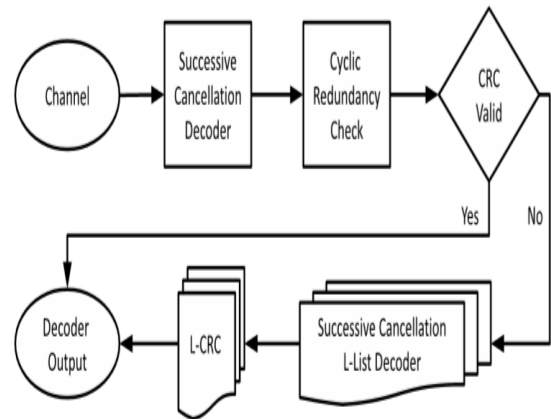 Channel
Successive
Cancellation
Decoder
Cyclic
Redundancy
Check
CRC
Valid
Yes
No
Decoder
Output
L-CRC
Successive Cancellation
L-List Decoder